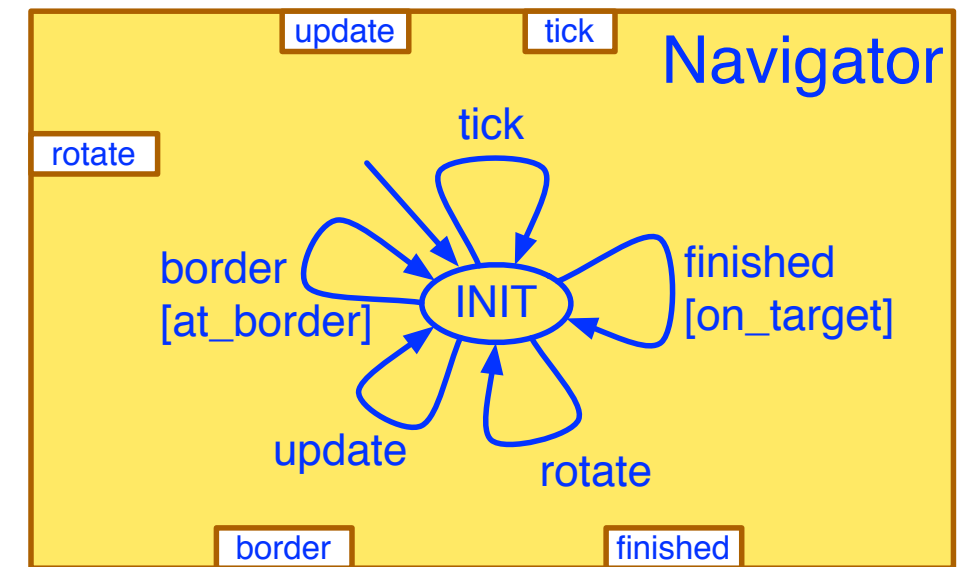 update
tick
Navigator
rotate
tick
border
[at_border]
INIT
finished
[on_target]
update
rotate
border
finished